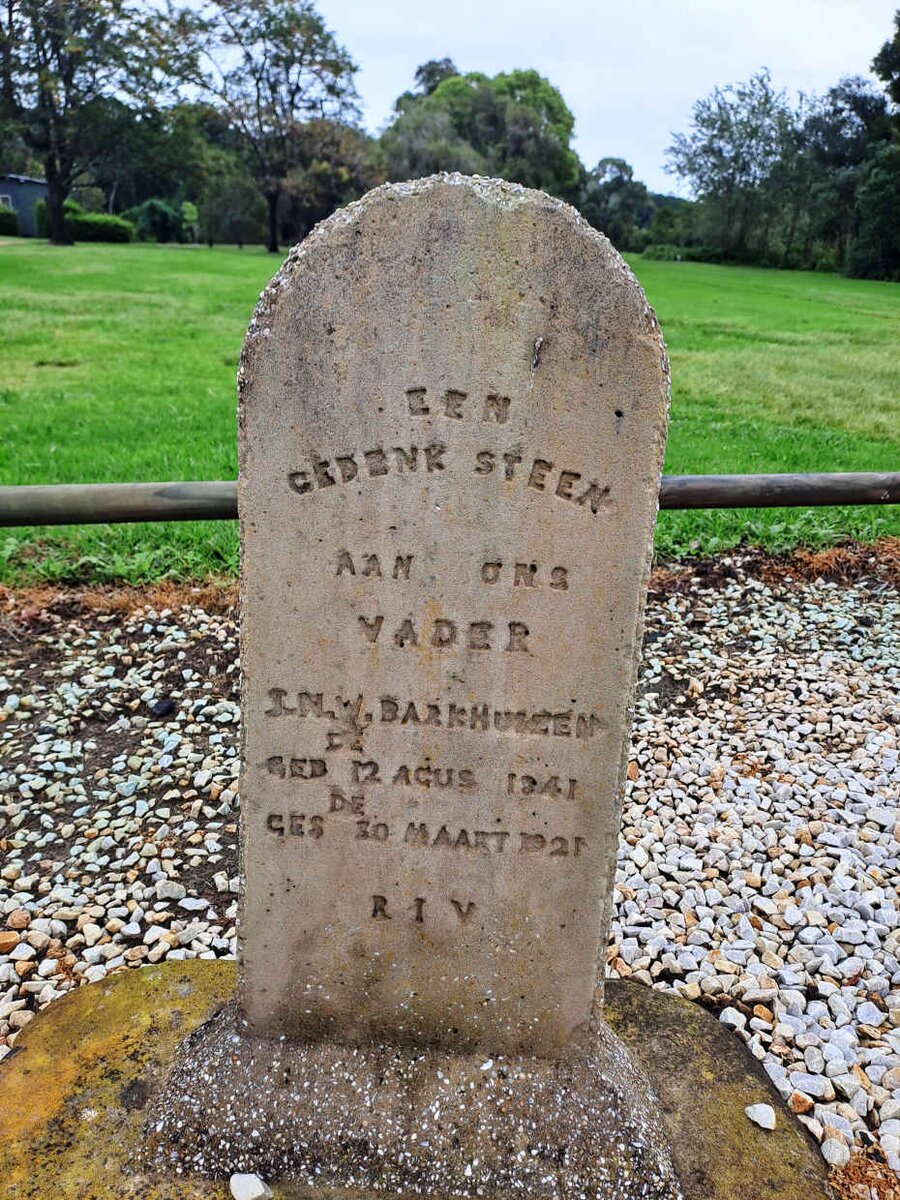 EEN
GEDENK STEEN
AAN ONS
VADER
J.N.W. BARKHUIZEN
DE
GEB 12 AGUS 1841
DE
GES 30 MAART 1921
R I V